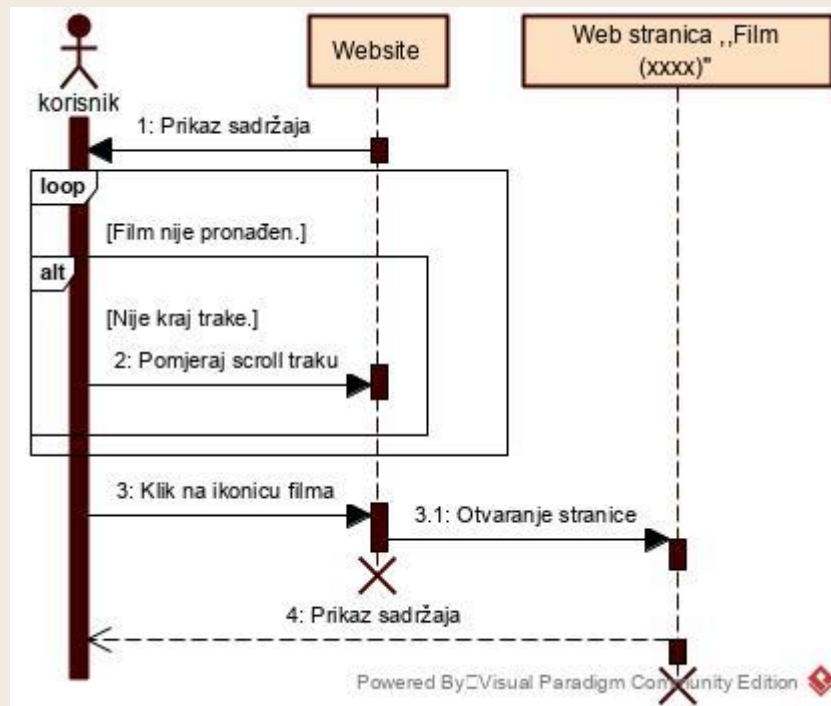 Website
Web stranica ,,Film
(xxxx)"
korisnik
1: Prikaz sadržaja
loop
[Film nije pronađen.]
alt
[Nije kraj trake.]
2: Pomjeraj scroll traku
3: Klik na ikonicu filma
3.1: Otvaranje stranice
4: Prikaz sadržaja
Powered By□Visual Paradigm Community Edition